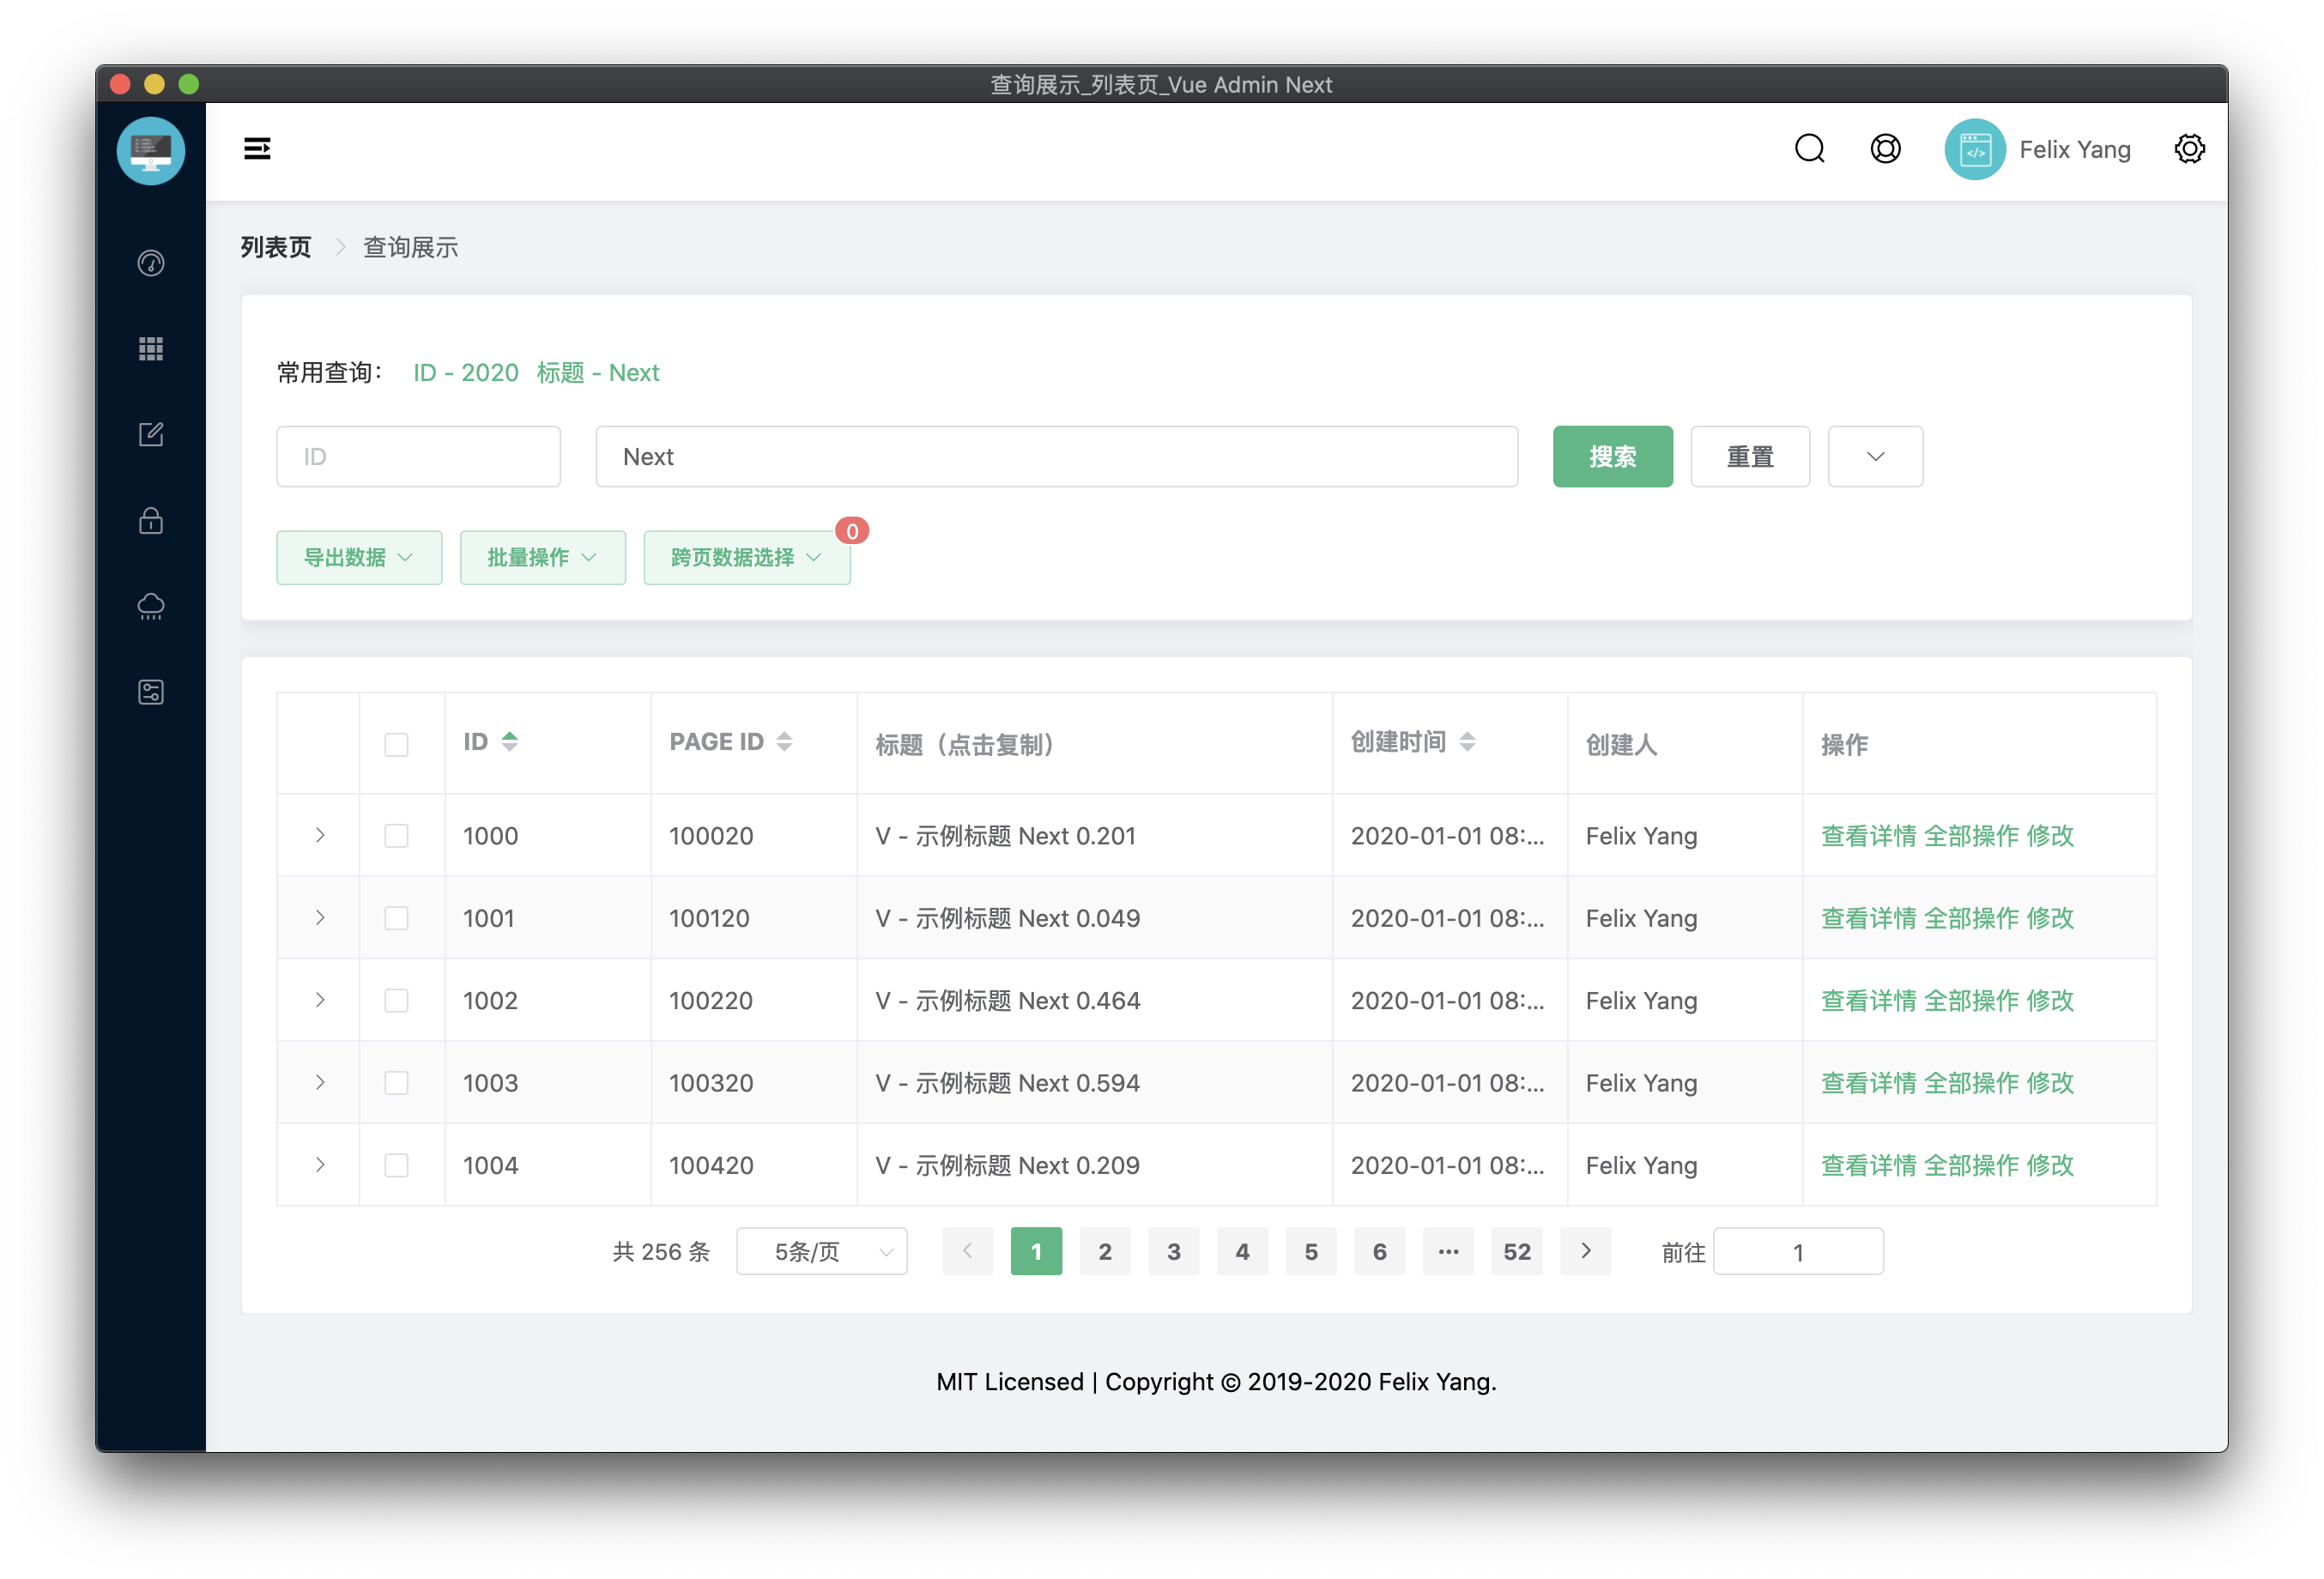 查询展示_列表页_Vue Admin Next
Felix Yang
列表页 查询展示
常用查询： ID - 2020 标题 - Next
ID Next 搜索 重置
导出数据 批量操作 跨页数据选择 0
ID PAGE ID 标题（点击复制） 创建时间 创建人 操作
1000 100020 V - 示例标题 Next 0.201 2020-01-01 08:... Felix Yang 查看详情 全部操作 修改
1001 100120 V - 示例标题 Next 0.049 2020-01-01 08:... Felix Yang 查看详情 全部操作 修改
1002 100220 V - 示例标题 Next 0.464 2020-01-01 08:... Felix Yang 查看详情 全部操作 修改
1003 100320 V - 示例标题 Next 0.594 2020-01-01 08:... Felix Yang 查看详情 全部操作 修改
1004 100420 V - 示例标题 Next 0.209 2020-01-01 08:... Felix Yang 查看详情 全部操作 修改
共 256 条 5条/页 1 2 3 4 5 6 ... 52 前往 1
MIT Licensed | Copyright © 2019-2020 Felix Yang.